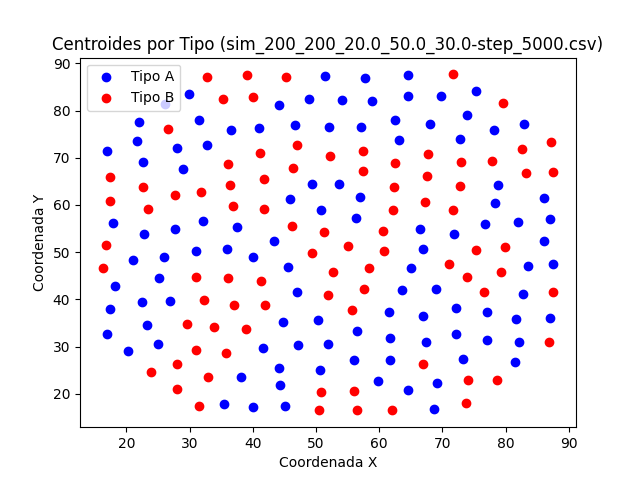 Centroides por Tipo (sim_200_200_20.0_50.0_30.0-step_5000.csv)
Tipo A
Tipo B
90
80
70
60
50
40
30
20
Coordenada Y
20 30 40 50 60 70 80 90
Coordenada X